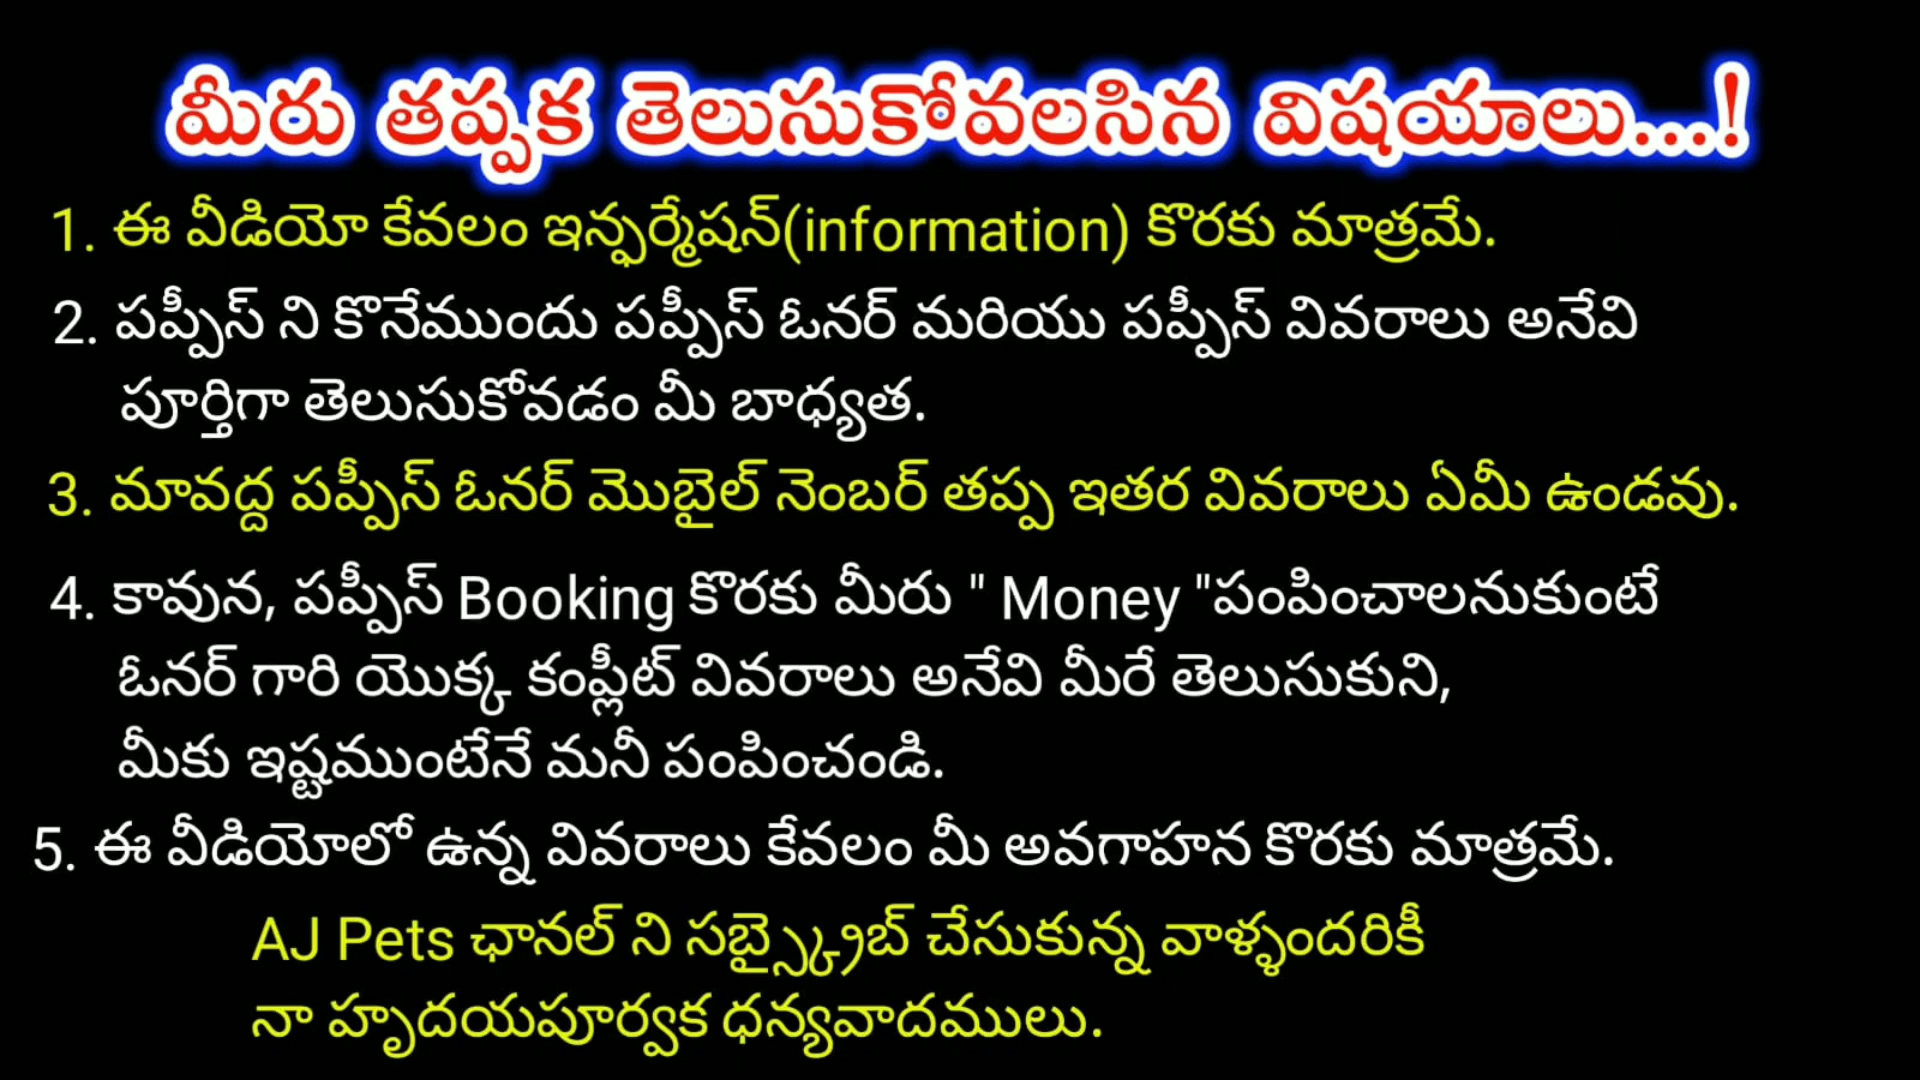 మీరు తప్పక తెలుసుకోవలసిన విషయాలు...!
1. ఈ వీడియో కేవలం ఇన్ఫర్మేషన్(information) కొరకు మాత్రమే.
2. పప్పీస్ ని కొనేముందు పప్పీస్ ఓనర్ మరియు పప్పీస్ వివరాలు అనేవి
పూర్తిగా తెలుసుకోవడం మీ బాధ్యత.
3. మావద్ద పప్పీస్ ఓనర్ మొబైల్ నెంబర్ తప్ప ఇతర వివరాలు ఏమీ ఉండవు.
4. కావున, పప్పీస్ Booking కొరకు మీరు " Money "పంపించాలనుకుంటే
ఓనర్ గారి యొక్క కంప్లీట్ వివరాలు అనేవి మీరే తెలుసుకుని,
మీకు ఇష్టముంటేనే మనీ పంపించండి.
5. ఈ వీడియోలో ఉన్న వివరాలు కేవలం మీ అవగాహన కొరకు మాత్రమే.
AJ Pets ఛానల్ ని సబ్స్క్రైబ్ చేసుకున్న వాళ్ళందరికీ
నా హృదయపూర్వక ధన్యవాదములు.